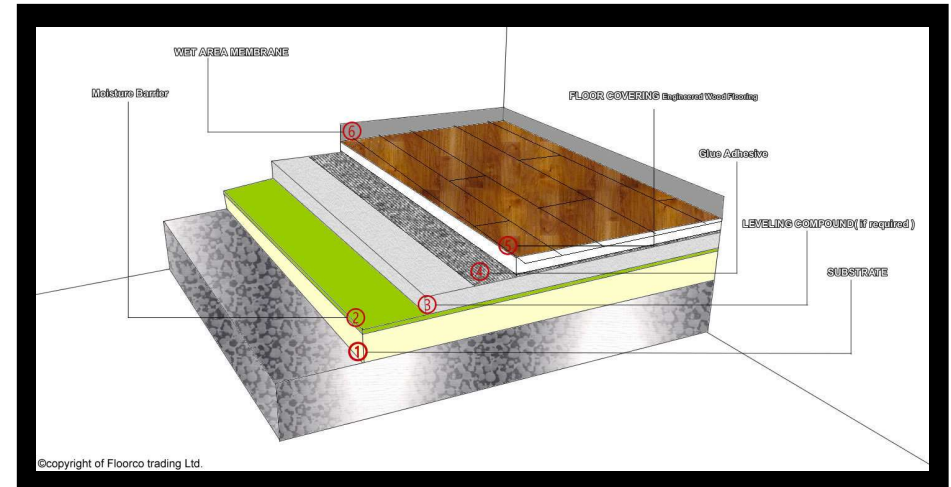 WET AREA MEMBRANE
Moisture Barrier
FLOOR COVERING Engineered Wood Flooring
Glue Adhesive
LEVELING COMPOUND( if required )
SUBSTRATE
6
5
4
3
2
1
©copyright of Floorco trading Ltd.